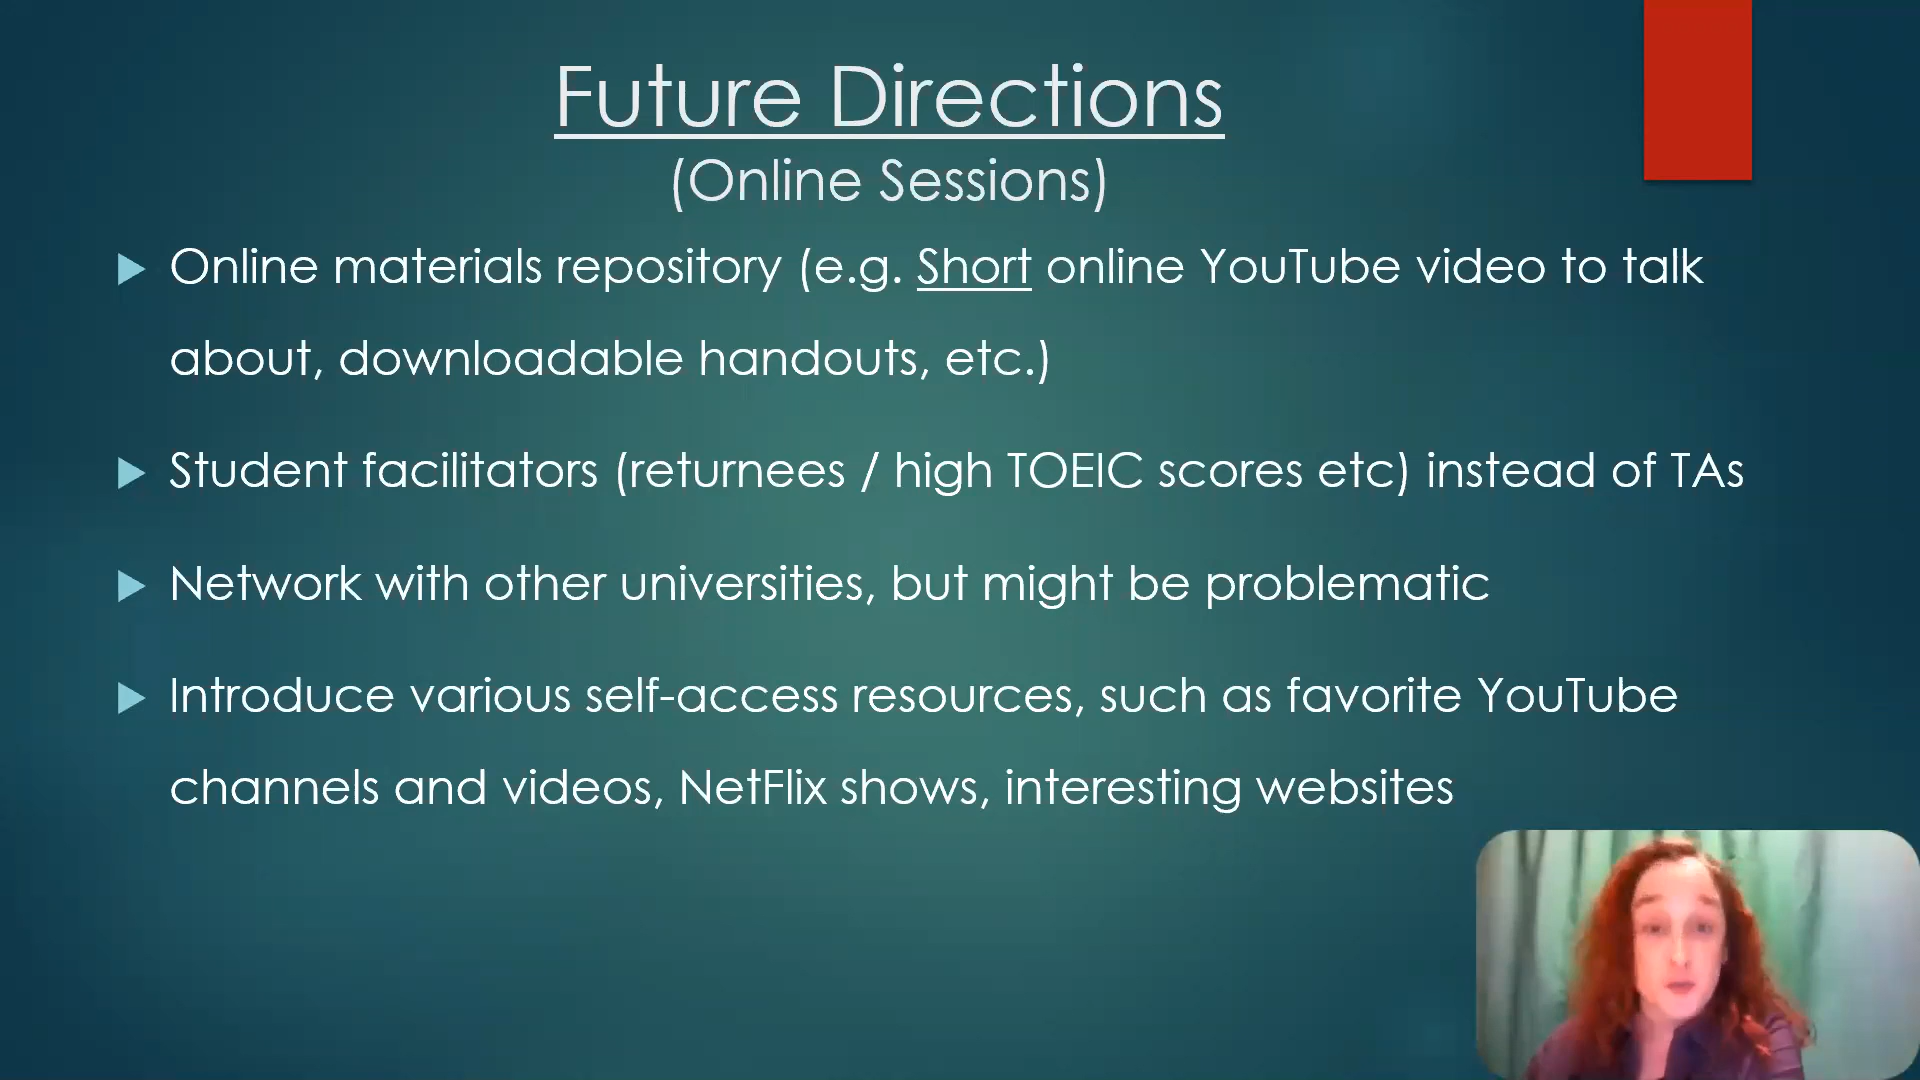 Future Directions
(Online Sessions)
Online materials repository (e.g. Short online YouTube video to talk
about, downloadable handouts, etc.)
Student facilitators (returnees / high TOEIC scores etc) instead of TAs
Network with other universities, but might be problematic
Introduce various self-access resources, such as favorite YouTube
channels and videos, NetFlix shows, interesting websites